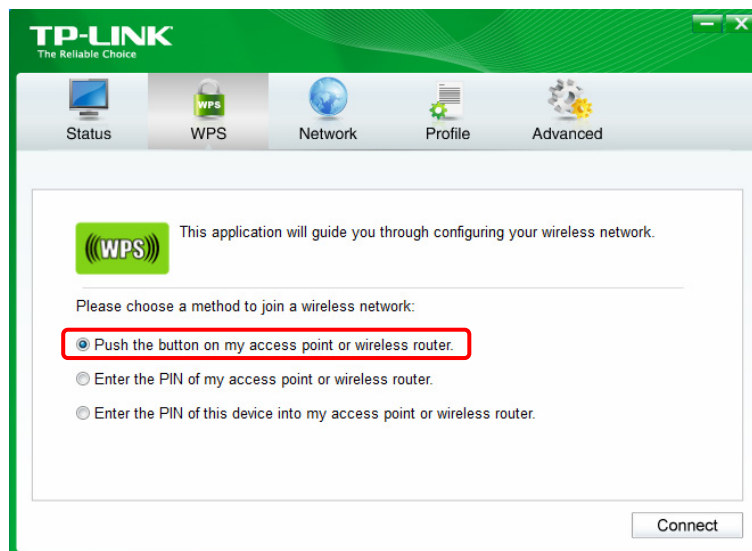 TP-LINK
The Reliable Choice
Status
WPS
WPS
Network
Profile
Advanced
((WPS))
This application will guide you through configuring your wireless network.
Please choose a method to join a wireless network:
Push the button on my access point or wireless router.
Enter the PIN of my access point or wireless router.
Enter the PIN of this device into my access point or wireless router.
Connect